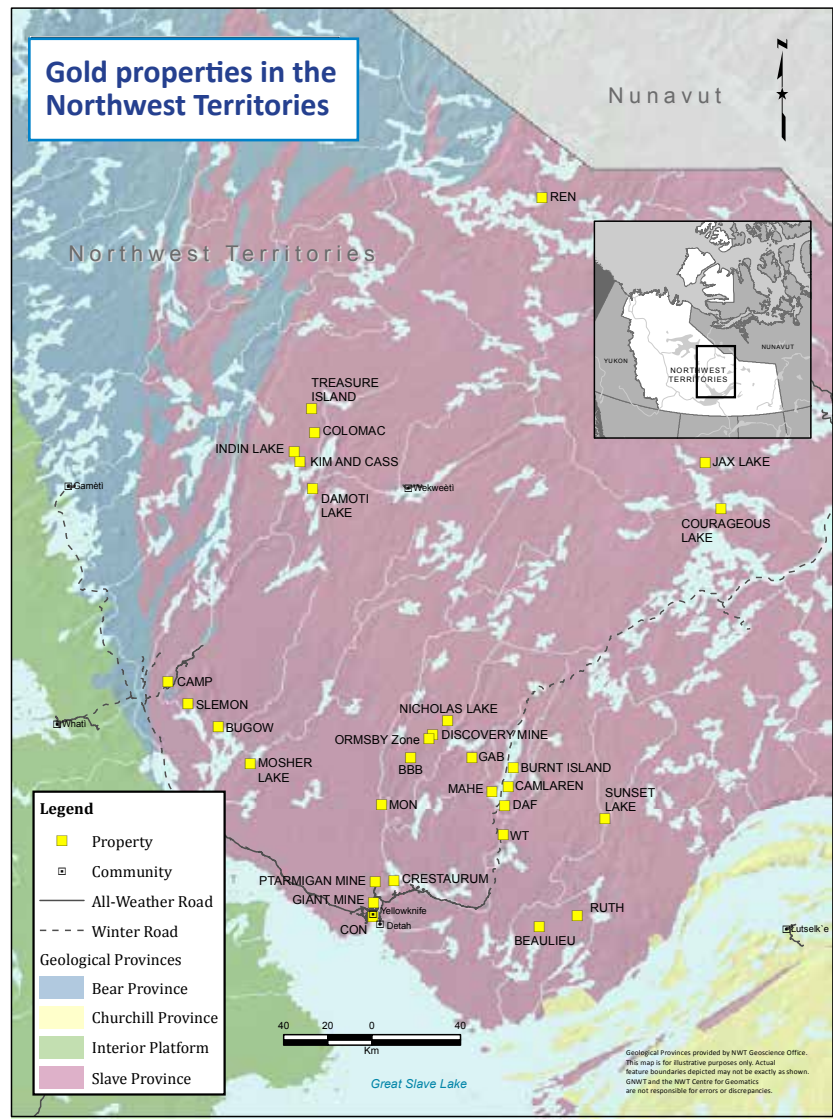 Gold properties in the
Northwest Territories
N
Nunavut
Northwest Territories
REN
YUKON
NORTHWEST
TERRITORIES
NUNAVUT
TREASURE
ISLAND
COLOMAC
INDIN LAKE
KIM AND CASS
DAMOTI
LAKE
Gamètì
Wekweètì
JAX LAKE
COURAGEOUS
LAKE
CAMP
SLEMON
BUGOW
MOSHER
LAKE
Whatì
NICHOLAS LAKE
DISCOVERY MINE
ORMSBY Zone
BBB
GAB
BURNT ISLAND
MAHE
CAMLAREN
DAF
SUNSET
LAKE
MON
WT
PTARMIGAN MINE
CRESTAURUM
GIANT MINE
Yellowknife
CON
Detah
RUTH
BEAULIEU
Lutselk`e
Legend
Property
Community
All-Weather Road
Winter Road
Geological Provinces
Bear Province
Churchill Province
Interior Platform
Slave Province
40 20 0 40
Km
Great Slave Lake
Geological Provinces provided by NWT Geoscience Office.
This map is for illustrative purposes only. Actual
feature boundaries depicted may not be exactly as shown.
GNWT and the NWT Centre for Geomatics
are not responsible for errors or discrepancies.